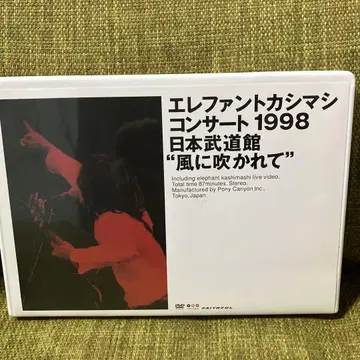 エレファントカシマシ
コンサート 1998
日本武道館
“風に吹かれて”
Including elephant kashimashi live video.
Total time 87minutes. Stereo.
Manufactured by Pony Canyon Inc.,
Tokyo, Japan
DVD
FAITHFUL